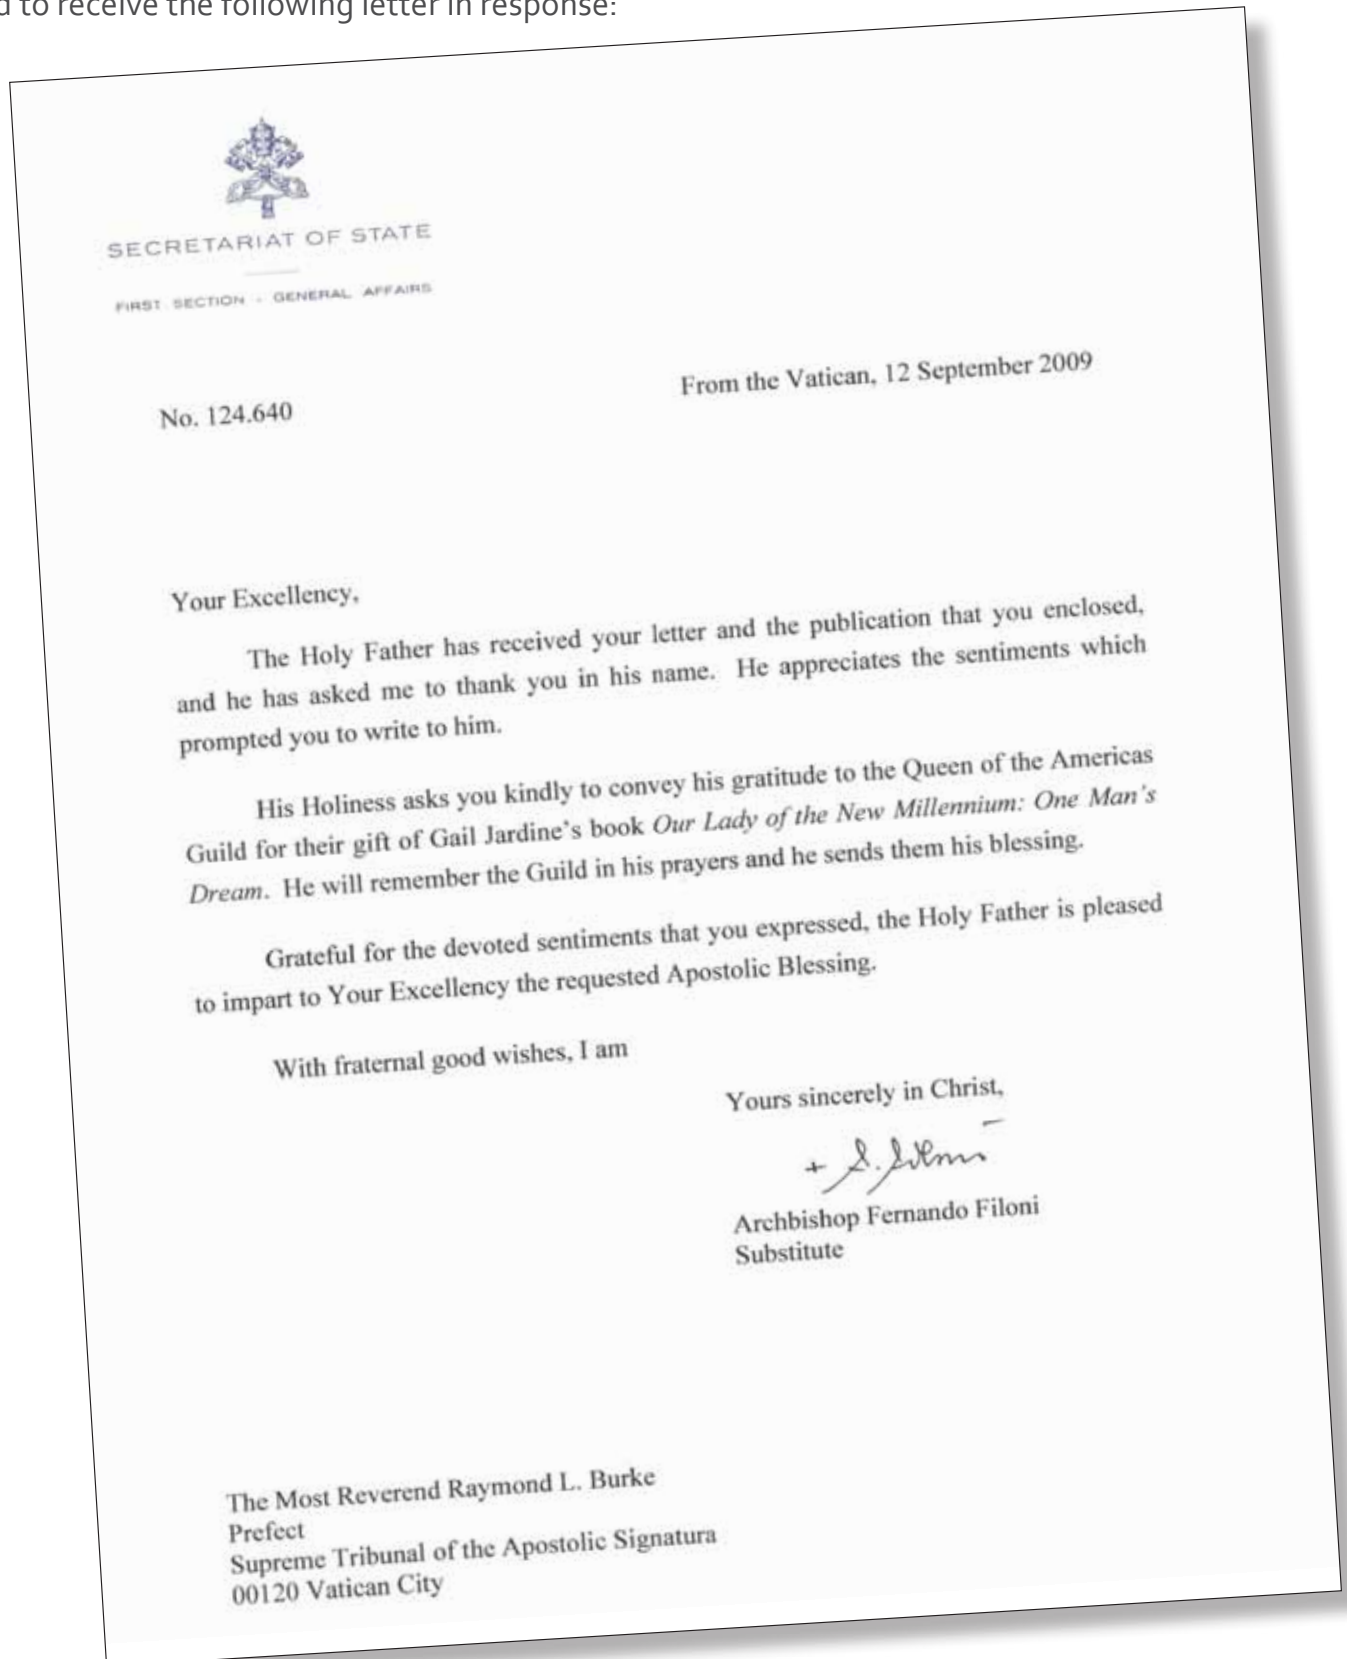 to receive the following letter in response:
SECRETARIAT OF STATE
FIRST SECTION - GENERAL AFFAIRS
From the Vatican, 12 September 2009
No. 124.640
Your Excellency,
The Holy Father has received your letter and the publication that you enclosed,
and he has asked me to thank you in his name. He appreciates the sentiments which
prompted you to write to him.
His Holiness asks you kindly to convey his gratitude to the Queen of the Americas
Guild for their gift of Gail Jardine's book Our Lady of the New Millennium: One Man's
Dream. He will remember the Guild in his prayers and he sends them his blessing.
Grateful for the devoted sentiments that you expressed, the Holy Father is pleased
to impart to Your Excellency the requested Apostolic Blessing.
With fraternal good wishes, I am
Yours sincerely in Christ,
Archbishop Fernando Filoni
Substitute
The Most Reverend Raymond L. Burke
Prefect
Supreme Tribunal of the Apostolic Signatura
00120 Vatican City